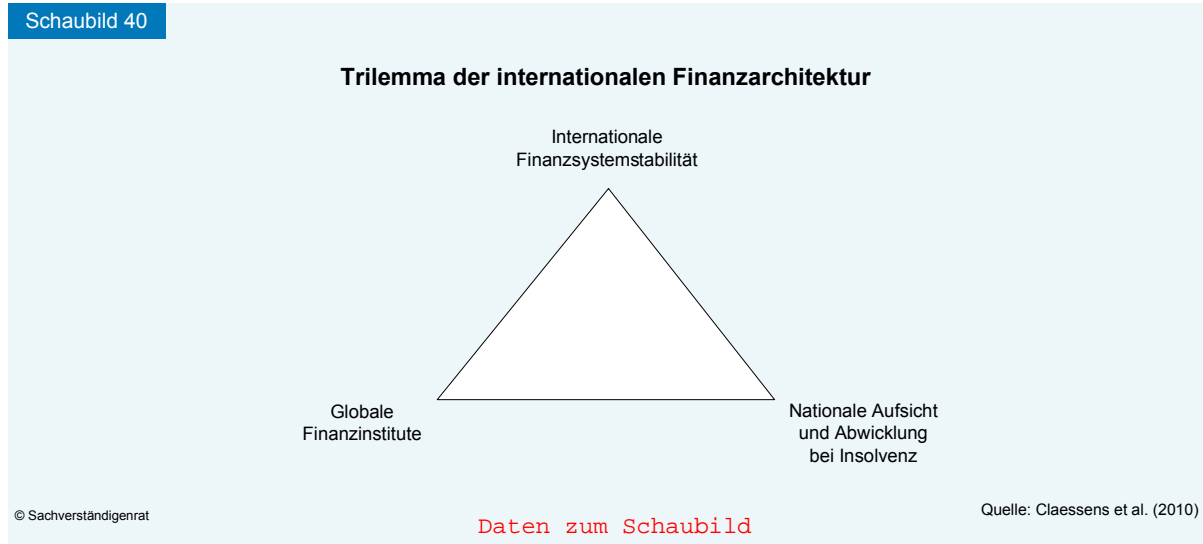 Schaubild 40
Trilemma der internationalen Finanzarchitektur
Internationale
Finanzsystemstabilität
Globale
Finanzinstitute
Nationale Aufsicht
und Abwicklung
bei Insolvenz
© Sachverständigenrat
Daten zum Schaubild
Quelle: Claessens et al. (2010)